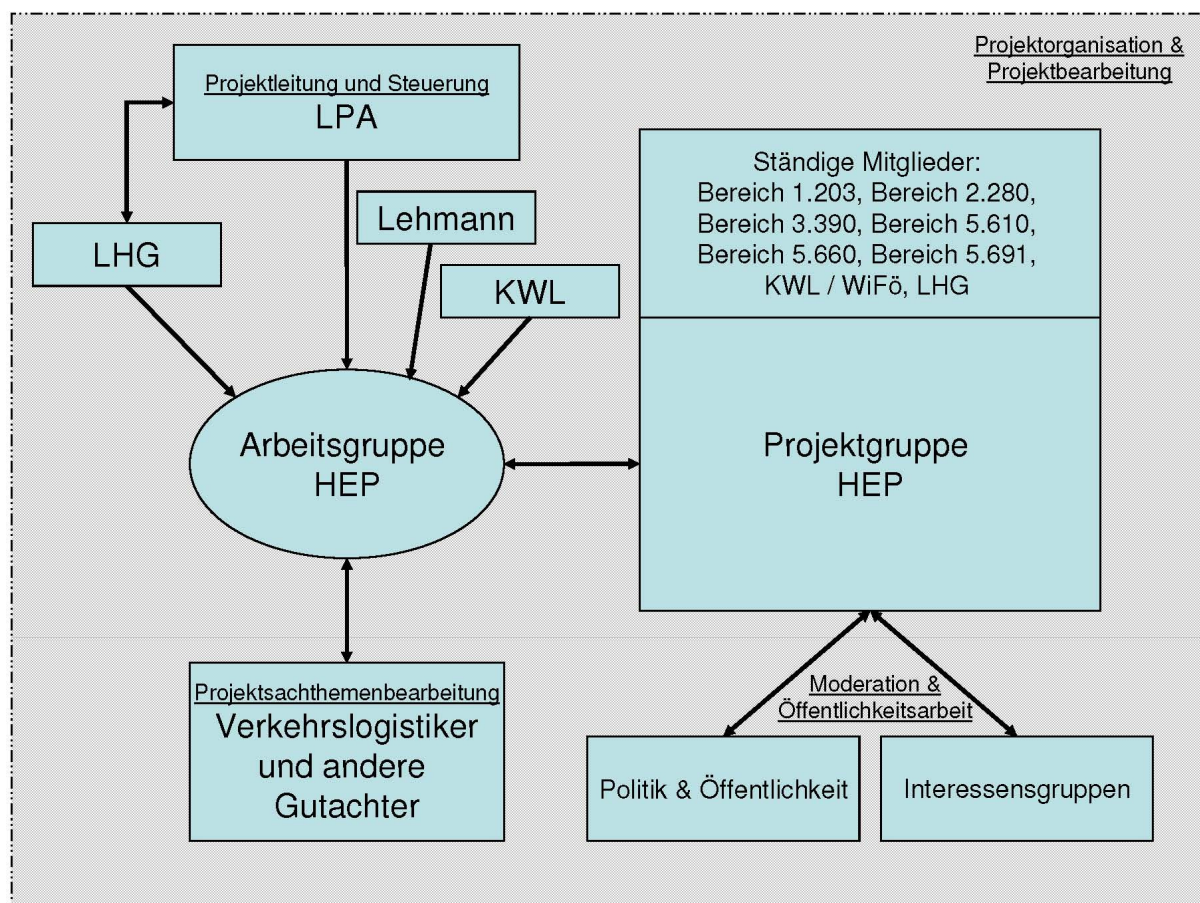 Projektorganisation &
Projektbearbeitung
Projektleitung und Steuerung
LPA
LHG
Lehmann
KWL
Ständige Mitglieder:
Bereich 1.203, Bereich 2.280,
Bereich 3.390, Bereich 5.610,
Bereich 5.660, Bereich 5.691,
KWL / WiFö, LHG
Arbeitsgruppe
HEP
Projektgruppe
HEP
Projektsachthemenbearbeitung
Verkehrslogistiker
und andere
Gutachter
Moderation &
Öffentlichkeitsarbeit
Politik & Öffentlichkeit
Interessensgruppen